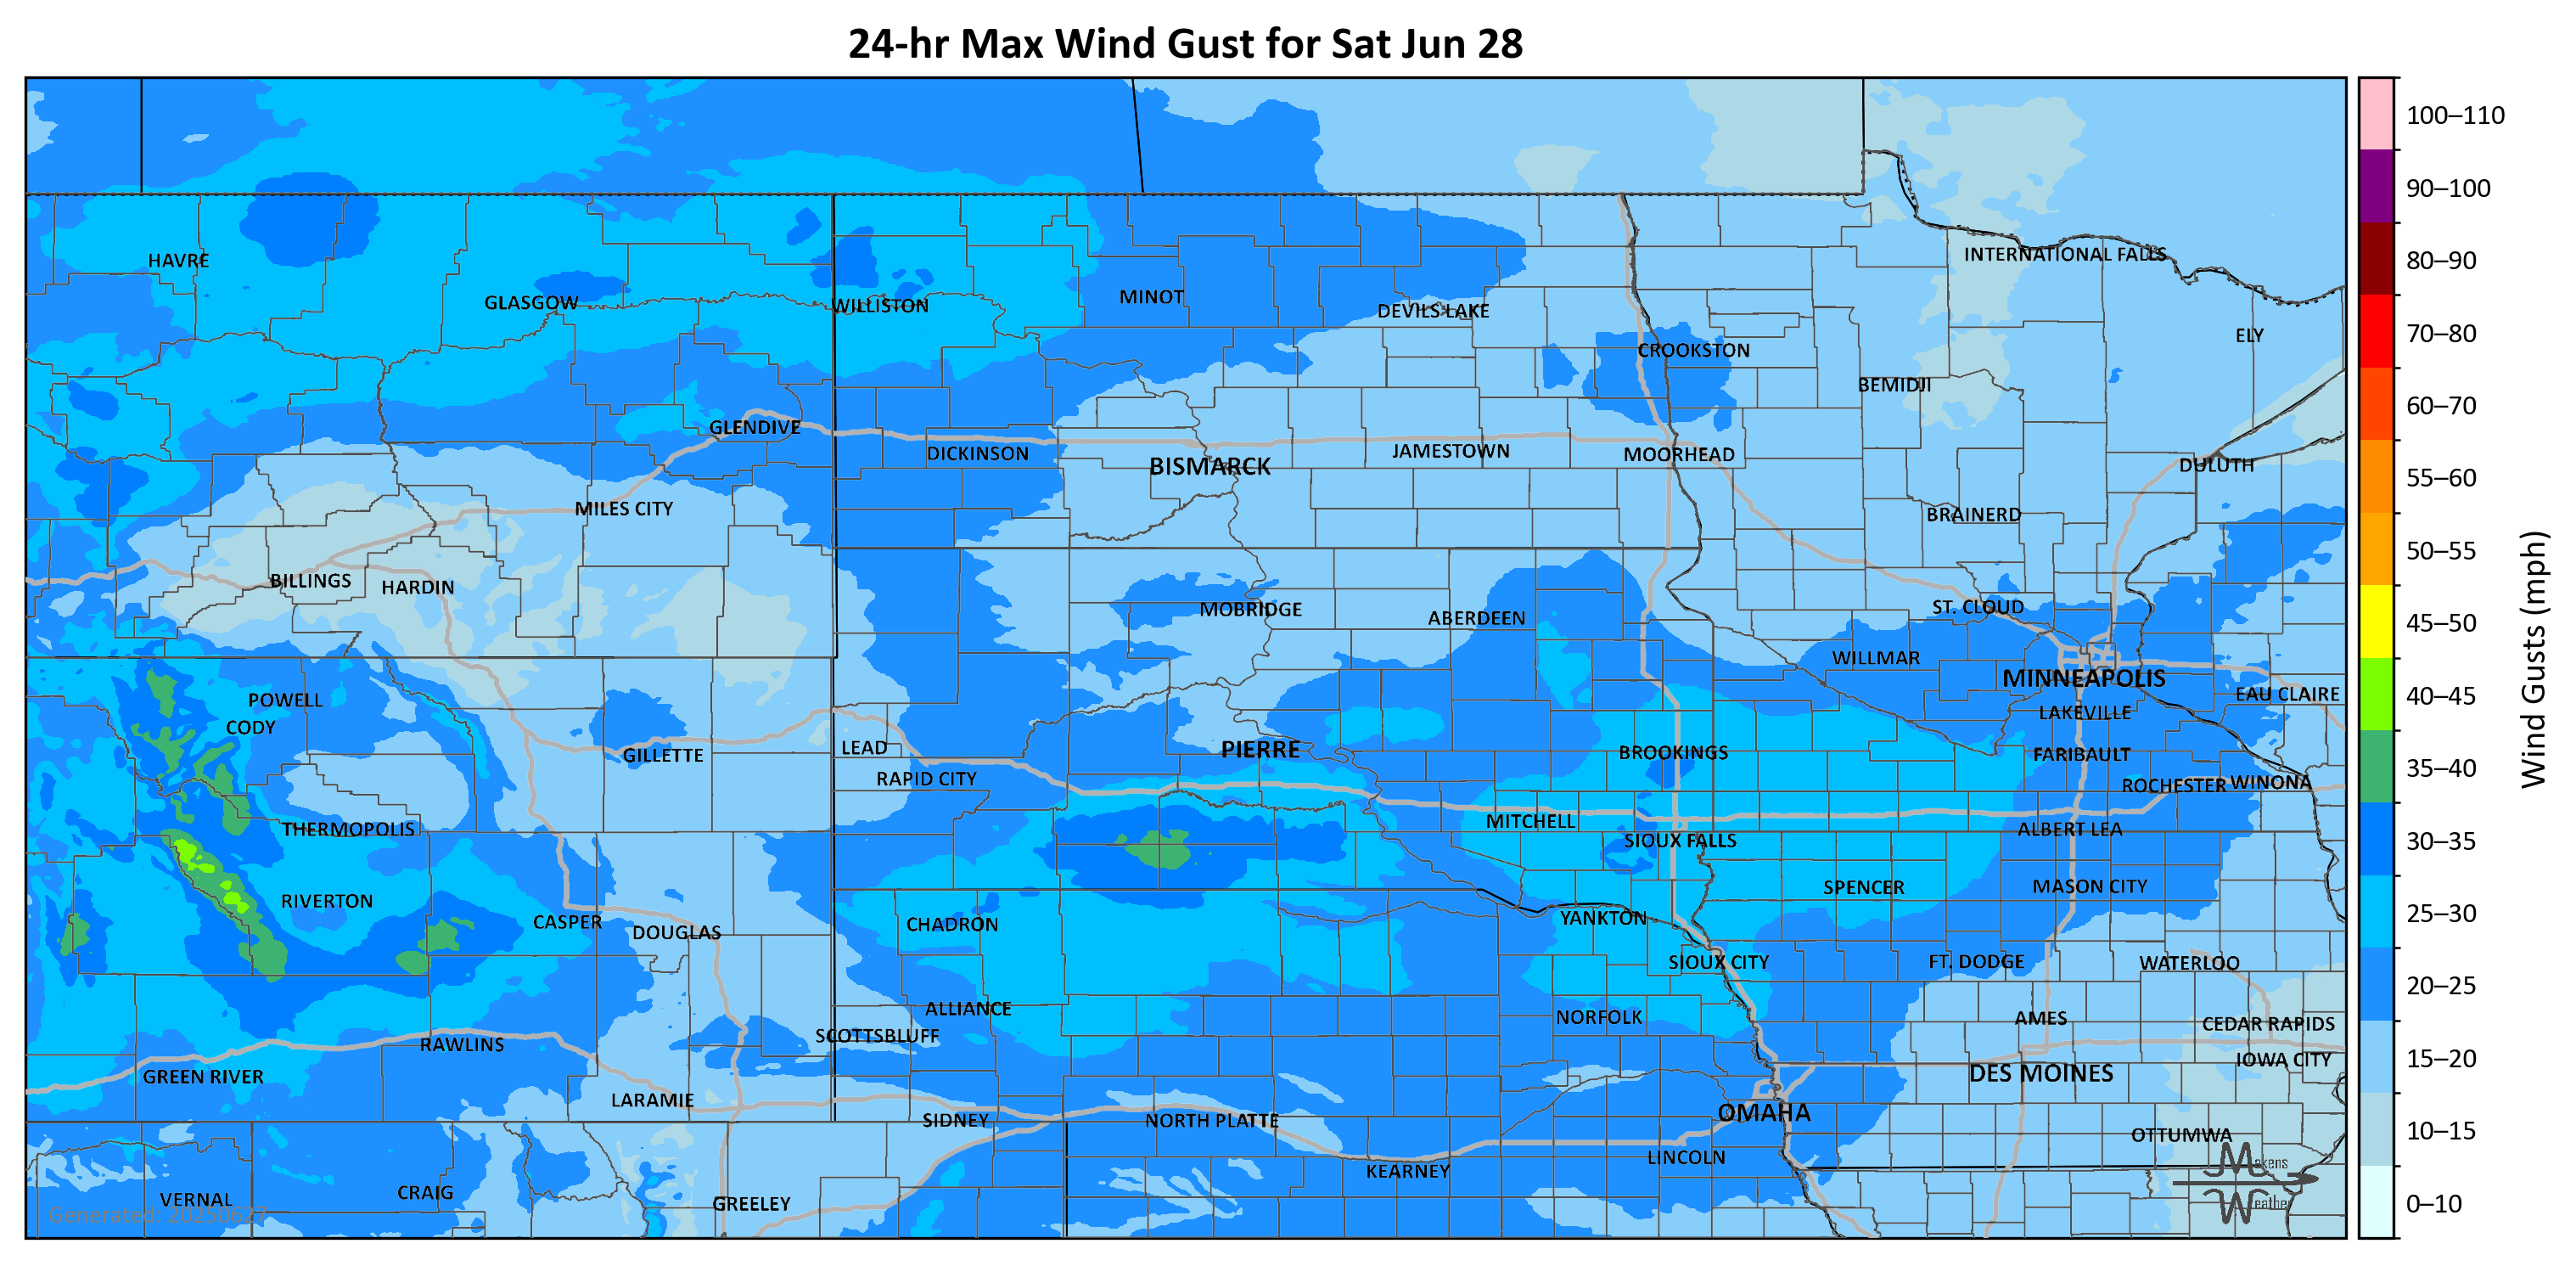 24-hr Max Wind Gust for Sat Jun 28
100–110
90–100
80–90
70–80
60–70
55–60
50–55
45–50
40–45
35–40
30–35
25–30
20–25
15–20
10–15
0–10
Wind Gusts (mph)
HAVRE
INTERNATIONAL FALLS
GLASGOW
WILLISTON
MINOT
DEVILS LAKE
CROOKSTON
ELY
BEMIDJI
GLENDIVE
DICKINSON
BISMARCK
JAMESTOWN
MOORHEAD
DULUTH
MILES CITY
BRAINERD
BILLINGS
HARDIN
MOBRIDGE
ABERDEEN
ST. CLOUD
WILLMAR
MINNEAPOLIS
POWELL
EAU CLAIRE
CODY
LAKEVILLE
GILLETTE
LEAD
PIERRE
BROOKINGS
FARIBAULT
RAPID CITY
ROCHESTER
WINONA
THERMOPOLIS
MITCHELL
SIOUX FALLS
ALBERT LEA
RIVERTON
SPENCER
MASON CITY
CASPER
DOUGLAS
CHADRON
YANKTON
SIOUX CITY
FT. DODGE
WATERLOO
ALLIANCE
NORFOLK
AMES
CEDAR RAPIDS
RAWLINS
SCOTTSBLUFF
IOWA CITY
GREEN RIVER
DES MOINES
LARAMIE
SIDNEY
NORTH PLATTE
OMAHA
OTTUMWA
LINCOLN
KEARNEY
VERNAL
CRAIG
GREELEY
Generated: 20250627
Makens
Weather